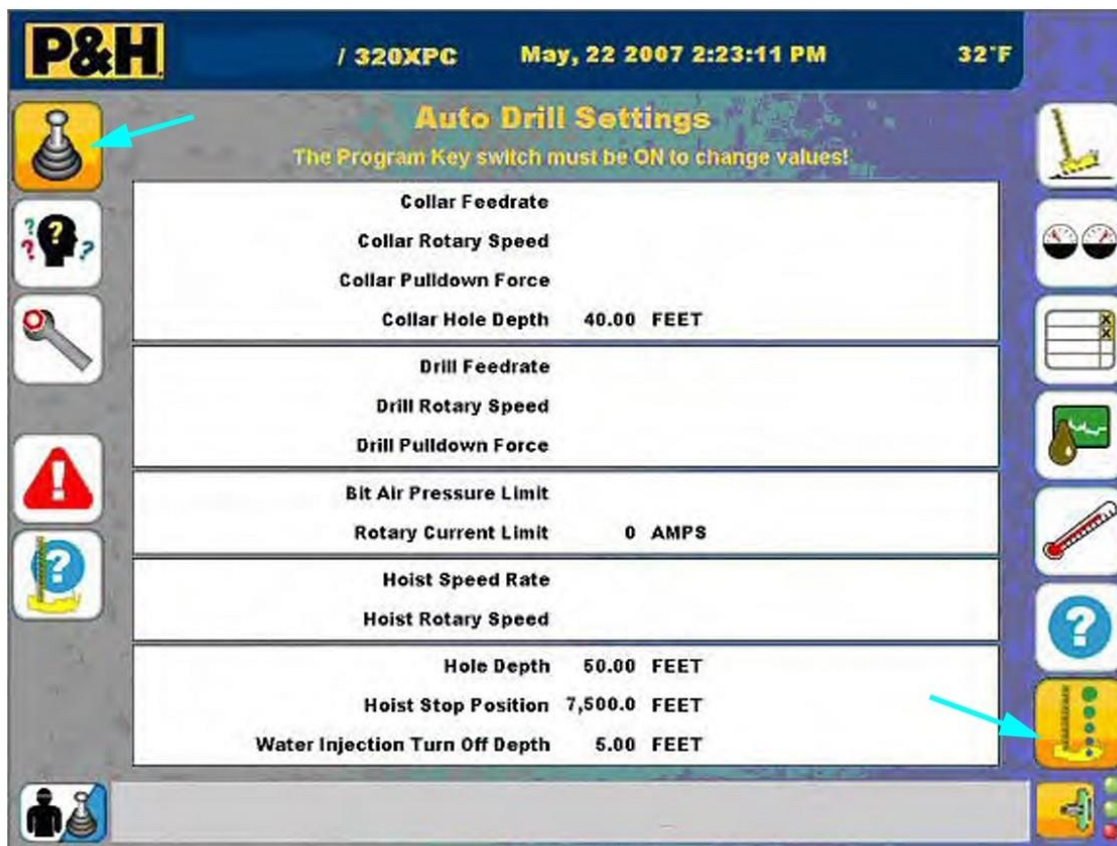 P&H
/ 320XPC May, 22 2007 2:23:11 PM 32°F
Auto Drill Settings
The Program Key switch must be ON to change values!
Collar Feedrate
Collar Rotary Speed
Collar Pulldown Force
Collar Hole Depth 40.00 FEET
Drill Feedrate
Drill Rotary Speed
Drill Pulldown Force
Bit Air Pressure Limit
Rotary Current Limit 0 AMPS
Hoist Speed Rate
Hoist Rotary Speed
Hole Depth 50.00 FEET
Hoist Stop Position 7,500.0 FEET
Water Injection Turn Off Depth 5.00 FEET